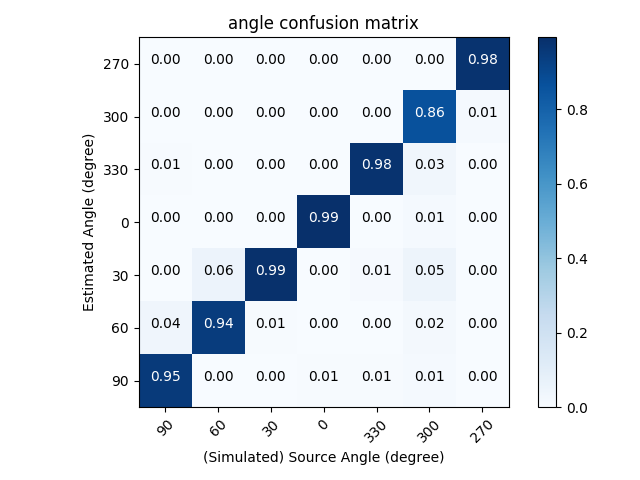 angle confusion matrix
Estimated Angle (degree)
270 0.00 0.00 0.00 0.00 0.00 0.00 0.98
300 0.00 0.00 0.00 0.00 0.00 0.86 0.01
330 0.01 0.00 0.00 0.00 0.98 0.03 0.00
0 0.00 0.00 0.00 0.99 0.00 0.01 0.00
30 0.00 0.06 0.99 0.00 0.01 0.05 0.00
60 0.04 0.94 0.01 0.00 0.00 0.02 0.00
90 0.95 0.00 0.00 0.01 0.01 0.01 0.00
90 60 30 0 330 300 270
(Simulated) Source Angle (degree)
0.8
0.6
0.4
0.2
0.0